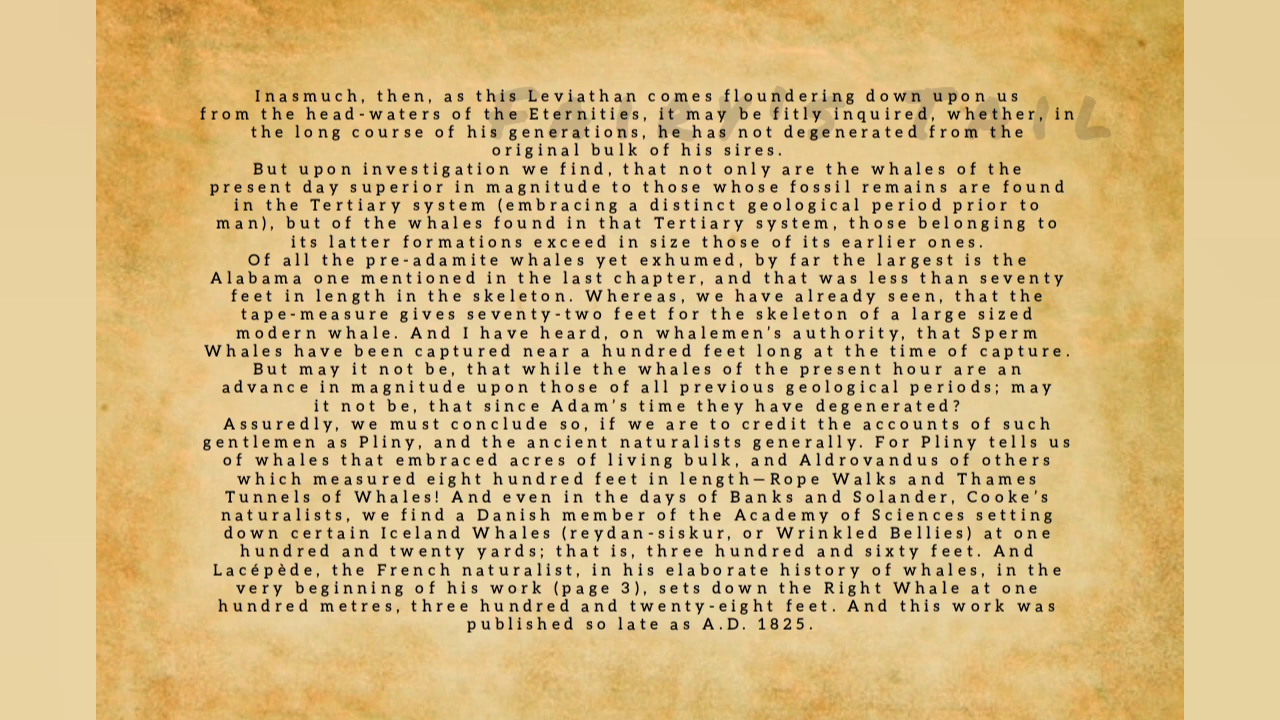 Inasmuch, then, as this Leviathan comes floundering down upon us
from the head-waters of the Eternities, it may be fitly inquired, whether, in
the long course of his generations, he has not degenerated from the
original bulk of his sires.
But upon investigation we find, that not only are the whales of the
present day superior in magnitude to those whose fossil remains are found
in the Tertiary system (embracing a distinct geological period prior to
man), but of the whales found in that Tertiary system, those belonging to
its latter formations exceed in size those of its earlier ones.
Of all the pre-adamite whales yet exhumed, by far the largest is the
Alabama one mentioned in the last chapter, and that was less than seventy
feet in length in the skeleton. Whereas, we have already seen, that the
tape-measure gives seventy-two feet for the skeleton of a large sized
modern whale. And I have heard, on whalemen’s authority, that Sperm
Whales have been captured near a hundred feet long at the time of capture.
But may it not be, that while the whales of the present hour are an
advance in magnitude upon those of all previous geological periods; may
it not be, that since Adam’s time they have degenerated?
Assuredly, we must conclude so, if we are to credit the accounts of such
gentlemen as Pliny, and the ancient naturalists generally. For Pliny tells us
of whales that embraced acres of living bulk, and Aldrovandus of others
which measured eight hundred feet in length—Rope Walks and Thames
Tunnels of Whales! And even in the days of Banks and Solander, Cooke’s
naturalists, we find a Danish member of the Academy of Sciences setting
down certain Iceland Whales (reydan-siskur, or Wrinkled Bellies) at one
hundred and twenty yards; that is, three hundred and sixty feet. And
Lacépède, the French naturalist, in his elaborate history of whales, in the
very beginning of his work (page 3), sets down the Right Whale at one
hundred metres, three hundred and twenty-eight feet. And this work was
published so late as A.D. 1825.